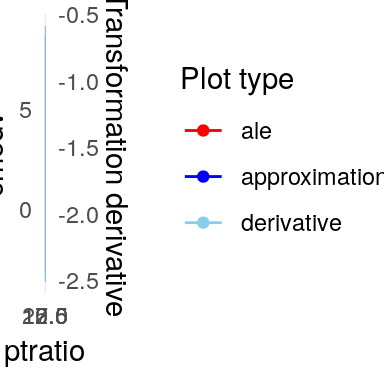 -0.5
-1.0
-1.5
-2.0
-2.5
5
0
Transformation derivative
ptratio
Plot type
ale
approximation
derivative